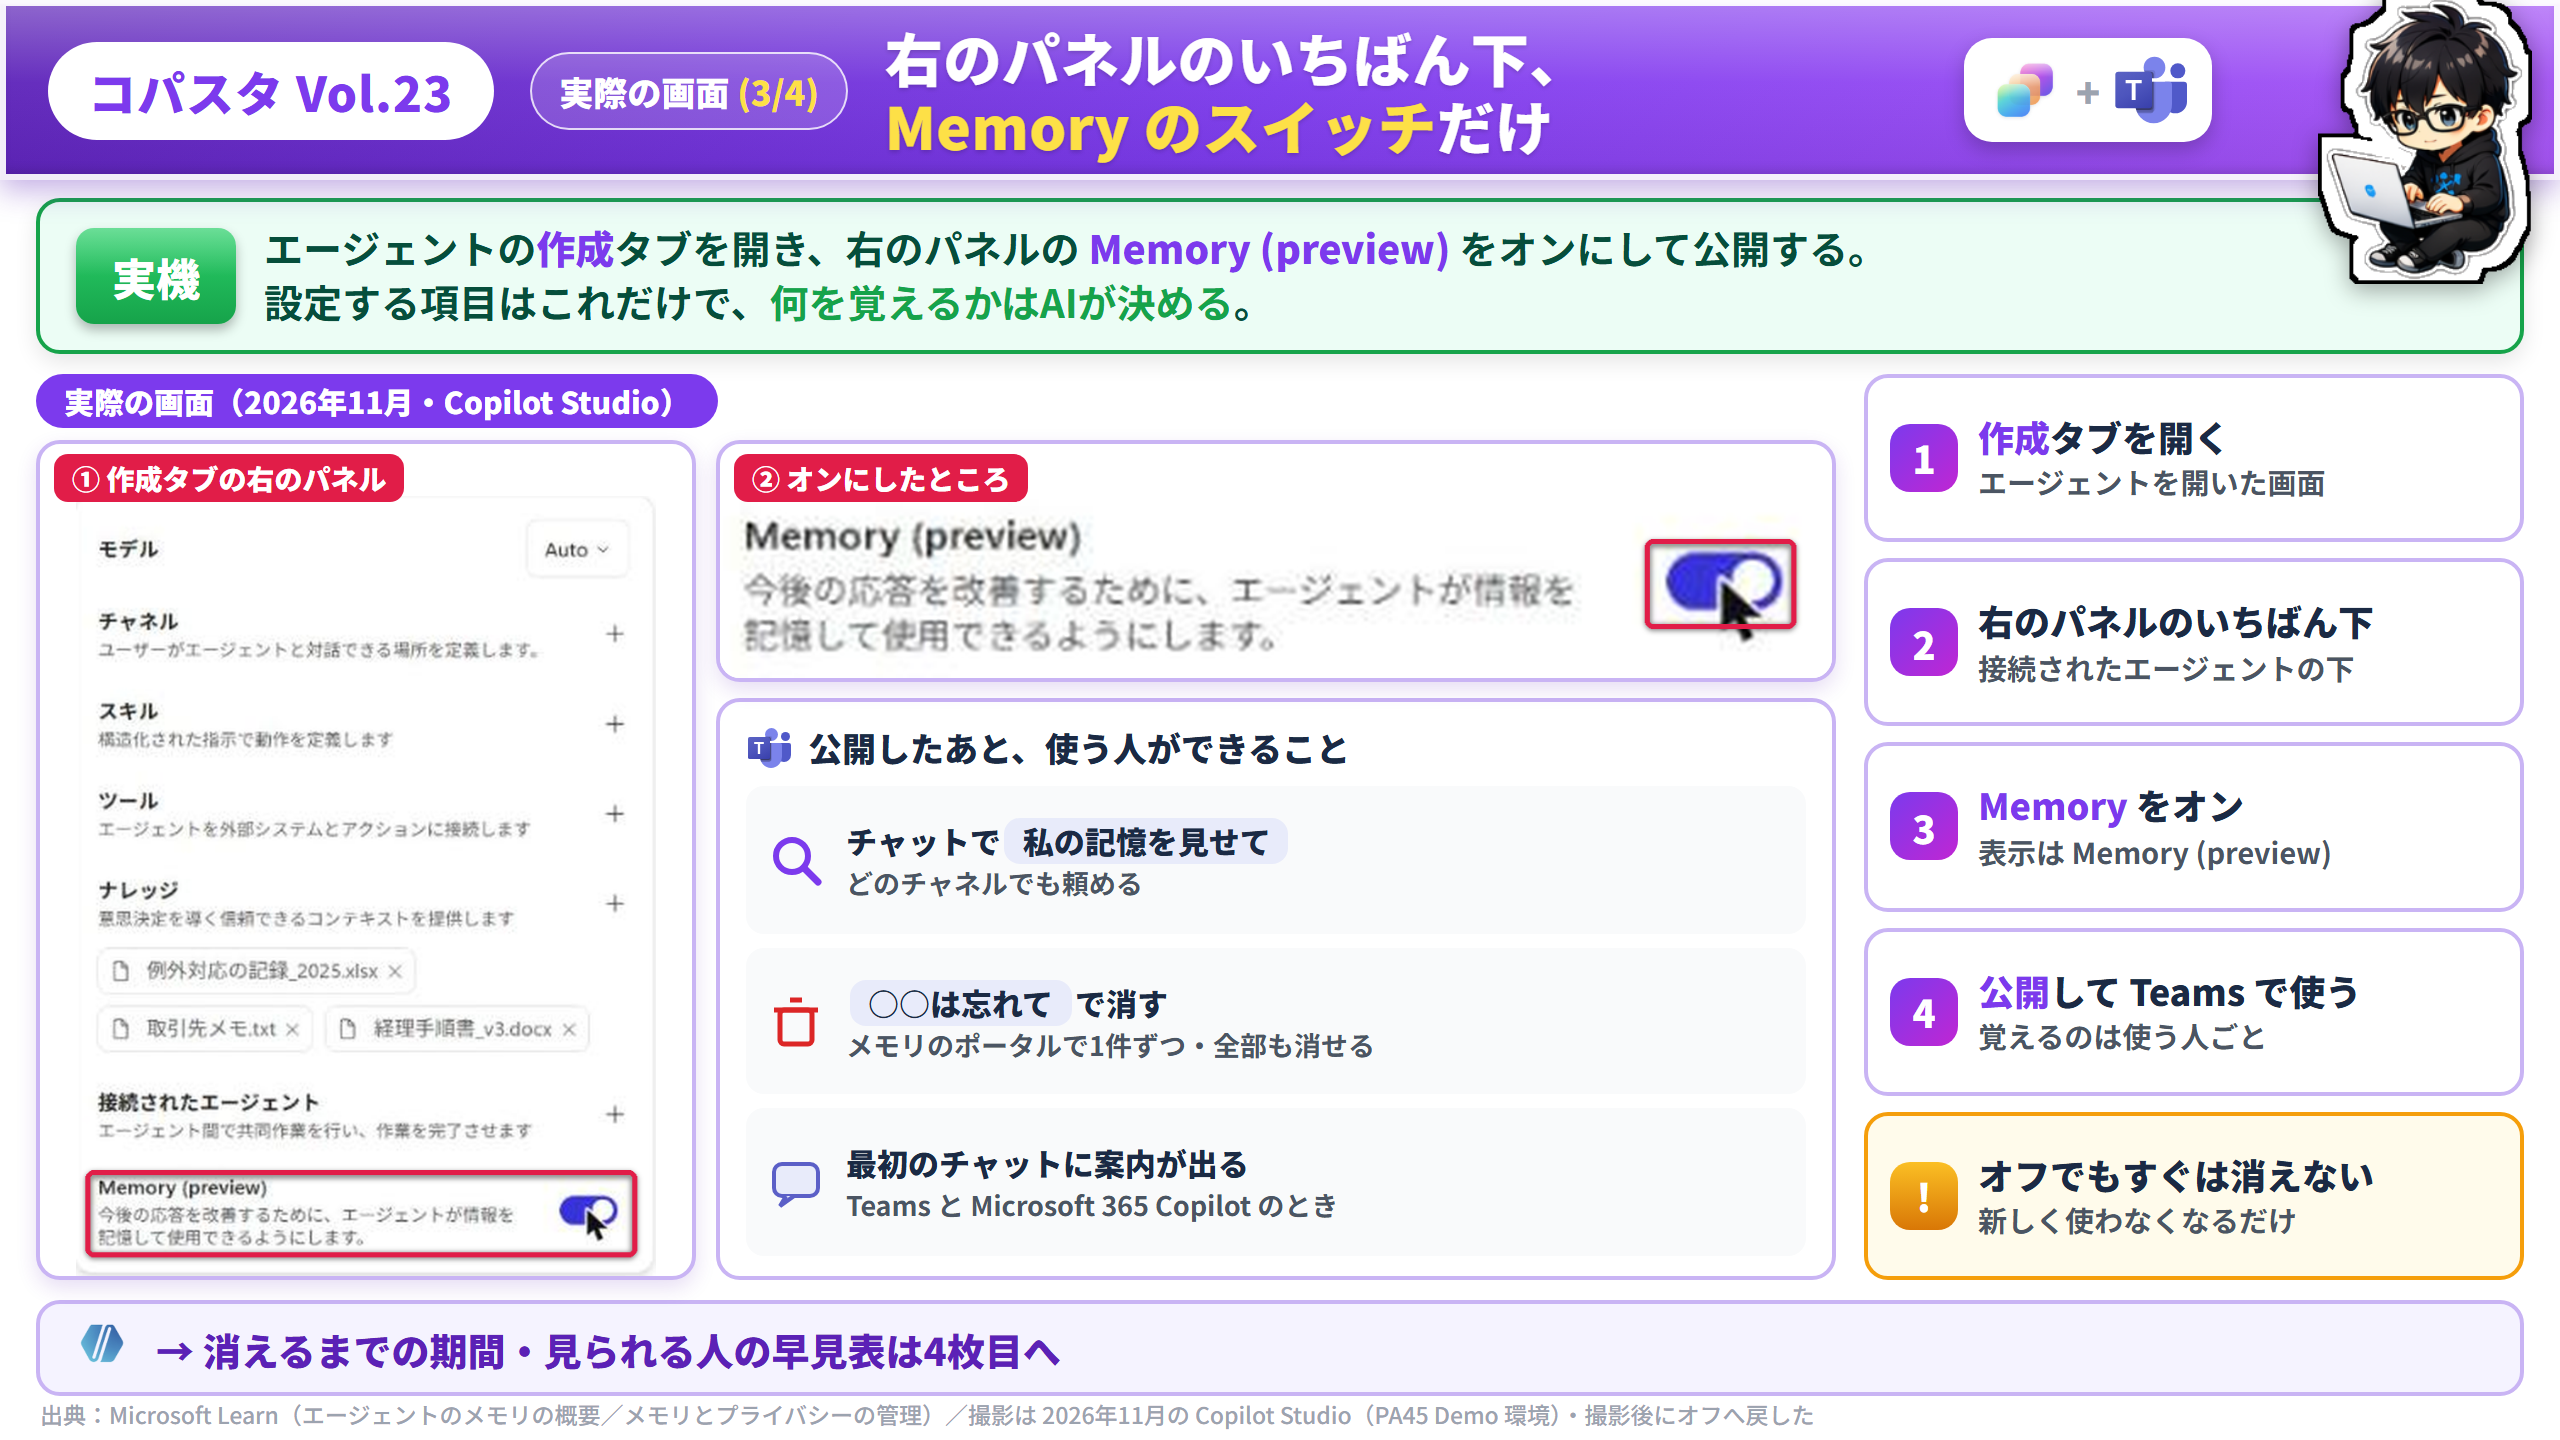 コパスタ Vol.23
実際の画面 (3/4)
右のパネルのいちばん下、
Memory のスイッチだけ
実機
エージェントの作成タブを開き、右のパネルの Memory (preview) をオンにして公開する。
設定する項目はこれだけで、何を覚えるかはAIが決める。
実際の画面（2026年11月・Copilot Studio）
① 作成タブの右のパネル
モデル
Auto
チャネル
ユーザーがエージェントと対話できる場所を定義します。
スキル
構造化された指示で動作を定義します
ツール
エージェントを外部システムとアクションに接続します
ナレッジ
意思決定を導く信頼できるコンテキストを提供します
例外対応の記録_2025.xlsx
取引先メモ.txt
経理手順書_v3.docx
接続されたエージェント
エージェント間で共同作業を行い、作業を完了させます
Memory (preview)
今後の応答を改善するために、エージェントが情報を
記憶して使用できるようにします。
② オンにしたところ
Memory (preview)
今後の応答を改善するために、エージェントが情報を
記憶して使用できるようにします。
公開したあと、使う人ができること
チャットで 私の記憶を見せて
どのチャネルでも頼める
〇〇は忘れて で消す
メモリのポータルで1件ずつ・全部も消せる
最初のチャットに案内が出る
Teams と Microsoft 365 Copilot のとき
1
作成タブを開く
エージェントを開いた画面
2
右のパネルのいちばん下
接続されたエージェントの下
3
Memory をオン
表示は Memory (preview)
4
公開して Teams で使う
覚えるのは使う人ごと
!
オフでもすぐは消えない
新しく使わなくなるだけ
→ 消えるまでの期間・見られる人の早見表は4枚目へ
出典：Microsoft Learn（エージェントのメモリの概要／メモリとプライバシーの管理）／撮影は 2026年11月の Copilot Studio（PA45 Demo 環境）・撮影後にオフへ戻した